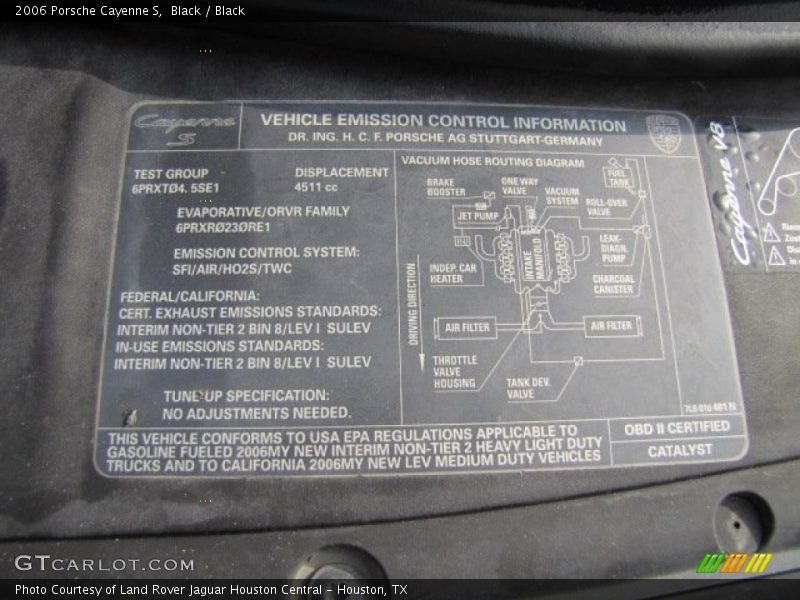 2006 Porsche Cayenne S,  Black / Black
Cayenne
S
VEHICLE EMISSION CONTROL INFORMATION
DR. ING. H. C. F. PORSCHE AG STUTTGART-GERMANY
TEST GROUP
6PRXTØ4. 5SE1
DISPLACEMENT
4511 cc
EVAPORATIVE/ORVR FAMILY
6PRXRØ23ØRE1
EMISSION CONTROL SYSTEM:
SFI/AIR/HO2S/TWC
FEDERAL/CALIFORNIA:
CERT. EXHAUST EMISSIONS STANDARDS:
INTERIM NON-TIER 2 BIN 8/LEV I SULEV
IN-USE EMISSIONS STANDARDS:
INTERIM NON-TIER 2 BIN 8/LEV I SULEV
TUNE-UP SPECIFICATION:
NO ADJUSTMENTS NEEDED.
VACUUM HOSE ROUTING DIAGRAM
BRAKE
BOOSTER
ONE WAY
VALVE
VACUUM
SYSTEM
FUEL
TANK
ROLL-OVER
VALVE
JET PUMP
INTAKE
MANIFOLD
LEAK-
DIAGN.
PUMP
INDEP. CAR
HEATER
CHARCOAL
CANISTER
DRIVING DIRECTION
AIR FILTER
AIR FILTER
THROTTLE
VALVE
HOUSING
TANK DEV.
VALVE
7L5 010 481 N
THIS VEHICLE CONFORMS TO USA EPA REGULATIONS APPLICABLE TO
GASOLINE FUELED 2006MY NEW INTERIM NON-TIER 2 HEAVY LIGHT DUTY
TRUCKS AND TO CALIFORNIA 2006MY NEW LEV MEDIUM DUTY VEHICLES
OBD II CERTIFIED
CATALYST
Cayenne V8
GTCARLOT.COM
Photo Courtesy of Land Rover Jaguar Houston Central - Houston, TX